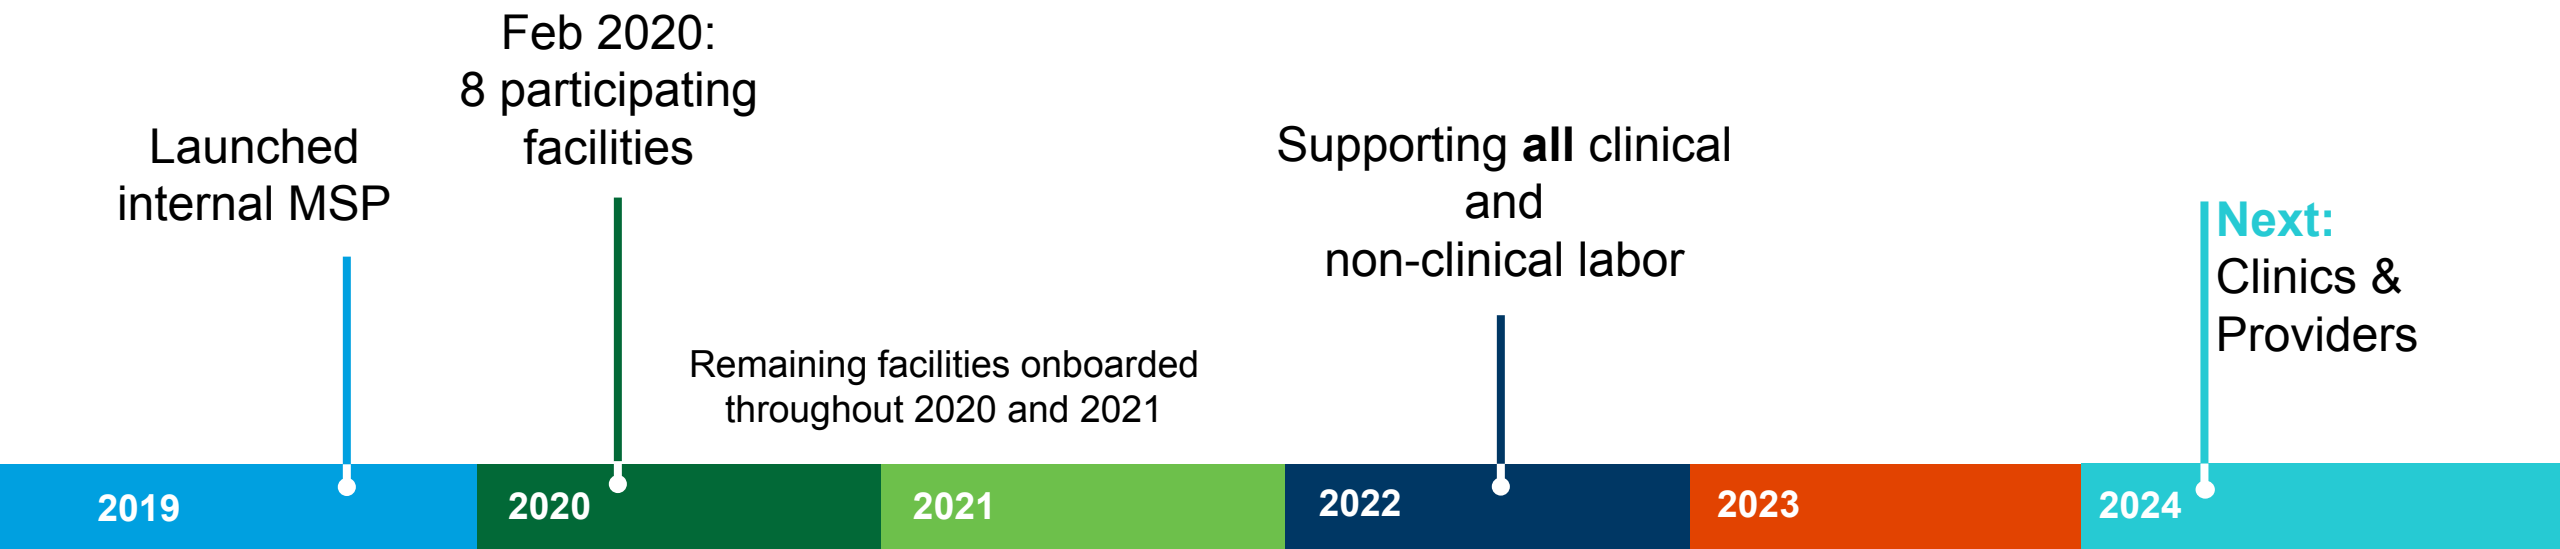 Launched
internal MSP
Feb 2020:
8 participating
facilities
Remaining facilities onboarded
throughout 2020 and 2021
Supporting all clinical
and
non-clinical labor
Next:
Clinics &
Providers
2019
2020
2021
2022
2023
2024